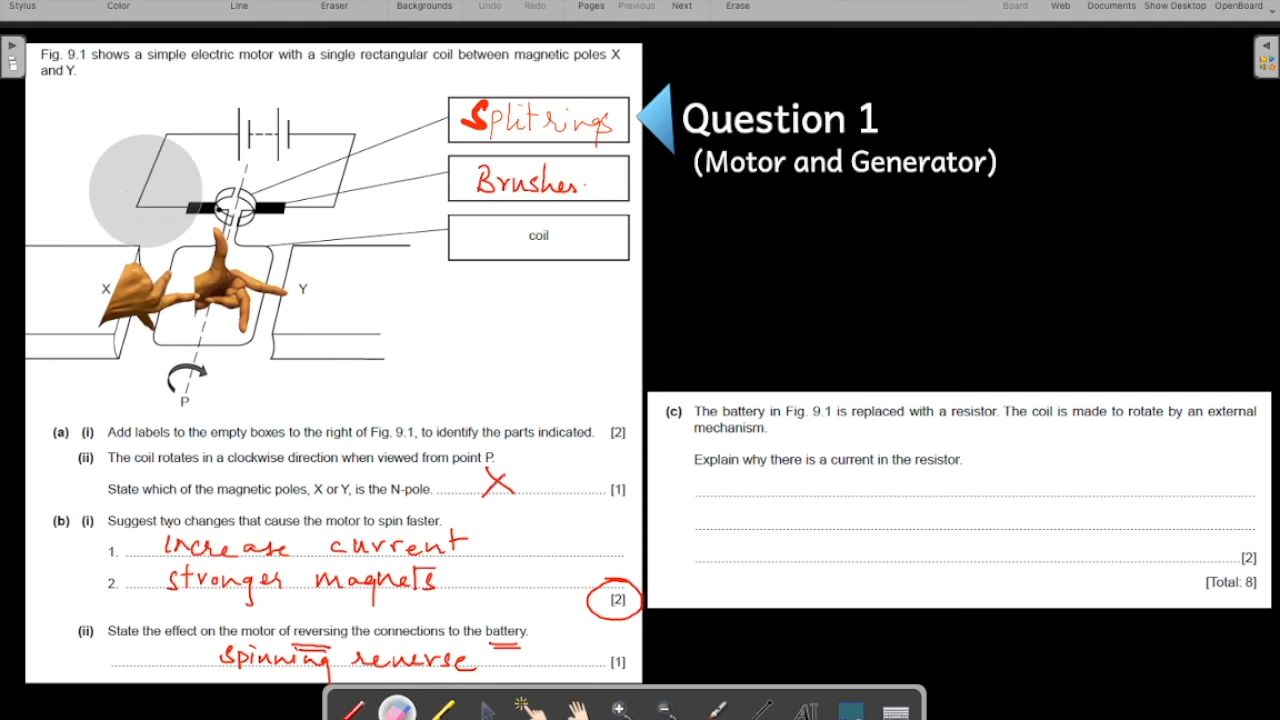 Stylus Color Line Eraser Backgrounds Undo Redo Pages Previous Next Erase Board Web Documents Show Desktop OpenBoard
Fig. 9.1 shows a simple electric motor with a single rectangular coil between magnetic poles X
and Y.
Splitrings
Brushes.
coil
X
Y
P
(a) (i) Add labels to the empty boxes to the right of Fig. 9.1, to identify the parts indicated. [2]
(ii) The coil rotates in a clockwise direction when viewed from point P.
State which of the magnetic poles, X or Y, is the N-pole. X [1]
(b) (i) Suggest two changes that cause the motor to spin faster.
1. increase current
2. stronger magnets
[2]
(ii) State the effect on the motor of reversing the connections to the battery.
spinning reverse [1]
Question 1
(Motor and Generator)
(c) The battery in Fig. 9.1 is replaced with a resistor. The coil is made to rotate by an external
mechanism.
Explain why there is a current in the resistor.
[2]
[Total: 8]